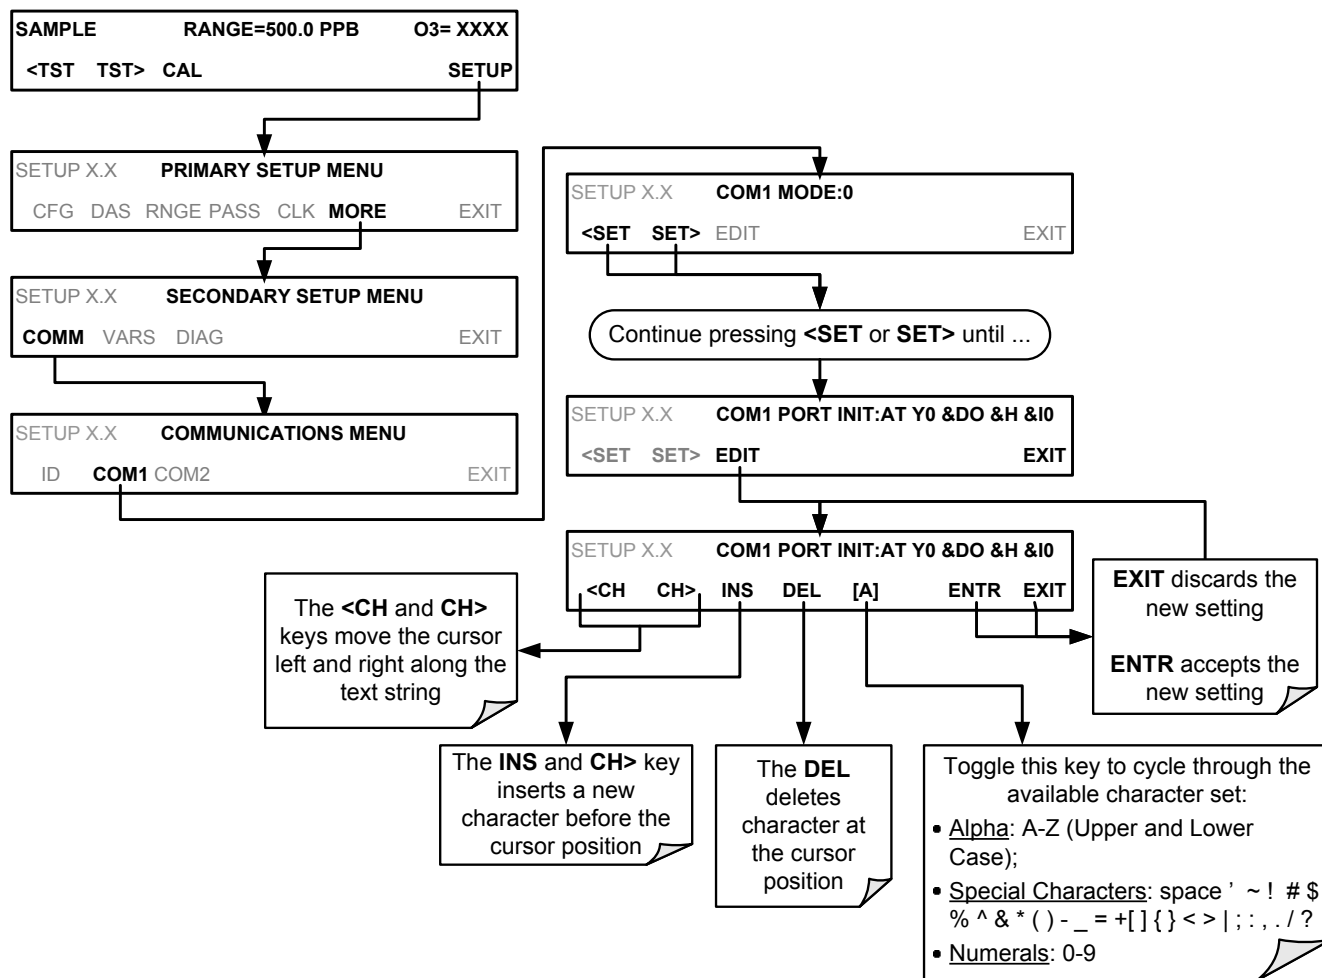 SAMPLE RANGE=500.0 PPB O3= XXXX
<TST TST> CAL SETUP
SETUP X.X PRIMARY SETUP MENU
CFG DAS RNGE PASS CLK MORE EXIT
SETUP X.X SECONDARY SETUP MENU
COMM VARS DIAG EXIT
SETUP X.X COMMUNICATIONS MENU
ID COM1 COM2 EXIT
SETUP X.X COM1 MODE:0
<SET SET> EDIT EXIT
Continue pressing <SET or SET> until ...
SETUP X.X COM1 PORT INIT:AT Y0 &DO &H &I0
<SET SET> EDIT EXIT
SETUP X.X COM1 PORT INIT:AT Y0 &DO &H &I0
<CH CH> INS DEL [A] ENTR EXIT
EXIT discards the
new setting
ENTR accepts the
new setting
The <CH and CH>
keys move the cursor
left and right along the
text string
The INS and CH> key
inserts a new
character before the
cursor position
The DEL
deletes
character at
the cursor
position
Toggle this key to cycle through the
available character set:
• Alpha: A-Z (Upper and Lower
Case);
• Special Characters: space ’ ~ ! # $
% ^ & * ( ) - _ = +[ ] { } < > | ; : , . / ?
• Numerals: 0-9